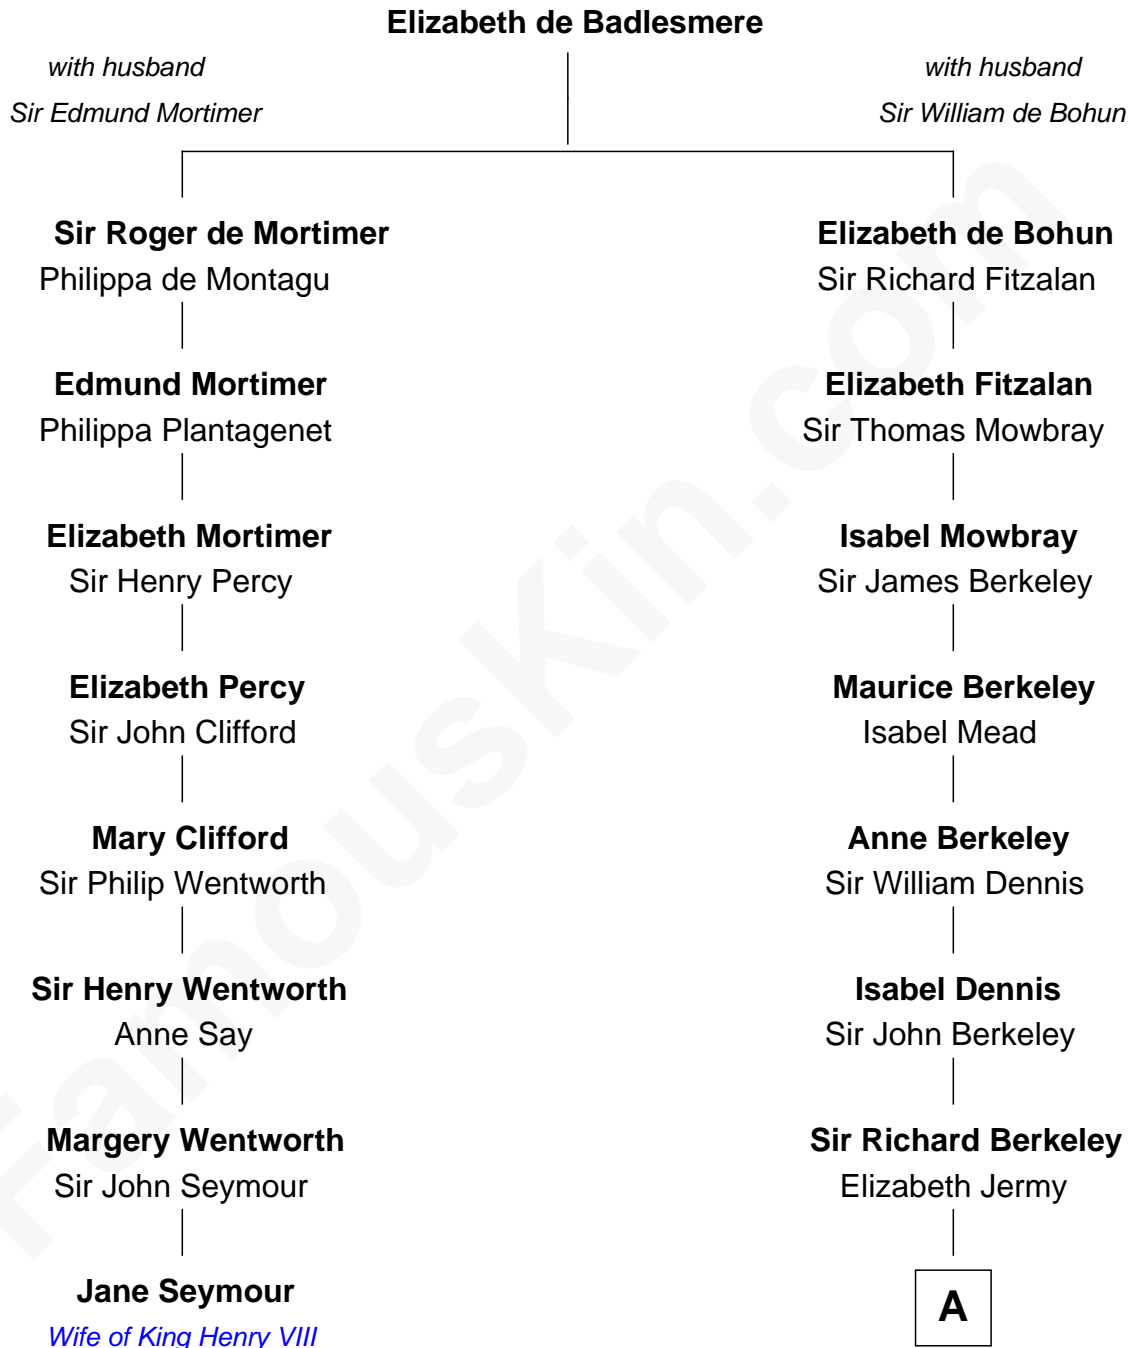 Elizabeth de Badlesmere
with husband
Sir Edmund Mortimer
with husband
Sir William de Bohun
Sir Roger de Mortimer
Philippa de Montagu
Elizabeth de Bohun
Sir Richard Fitzalan
Edmund Mortimer
Philippa Plantagenet
Elizabeth Fitzalan
Sir Thomas Mowbray
Elizabeth Mortimer
Sir Henry Percy
Isabel Mowbray
Sir James Berkeley
Elizabeth Percy
Sir John Clifford
Maurice Berkeley
Isabel Mead
Mary Clifford
Sir Philip Wentworth
Anne Berkeley
Sir William Dennis
Sir Henry Wentworth
Anne Say
Isabel Dennis
Sir John Berkeley
Margery Wentworth
Sir John Seymour
Sir Richard Berkeley
Elizabeth Jermy
Jane Seymour
Wife of King Henry VIII
A
FamousKin.com